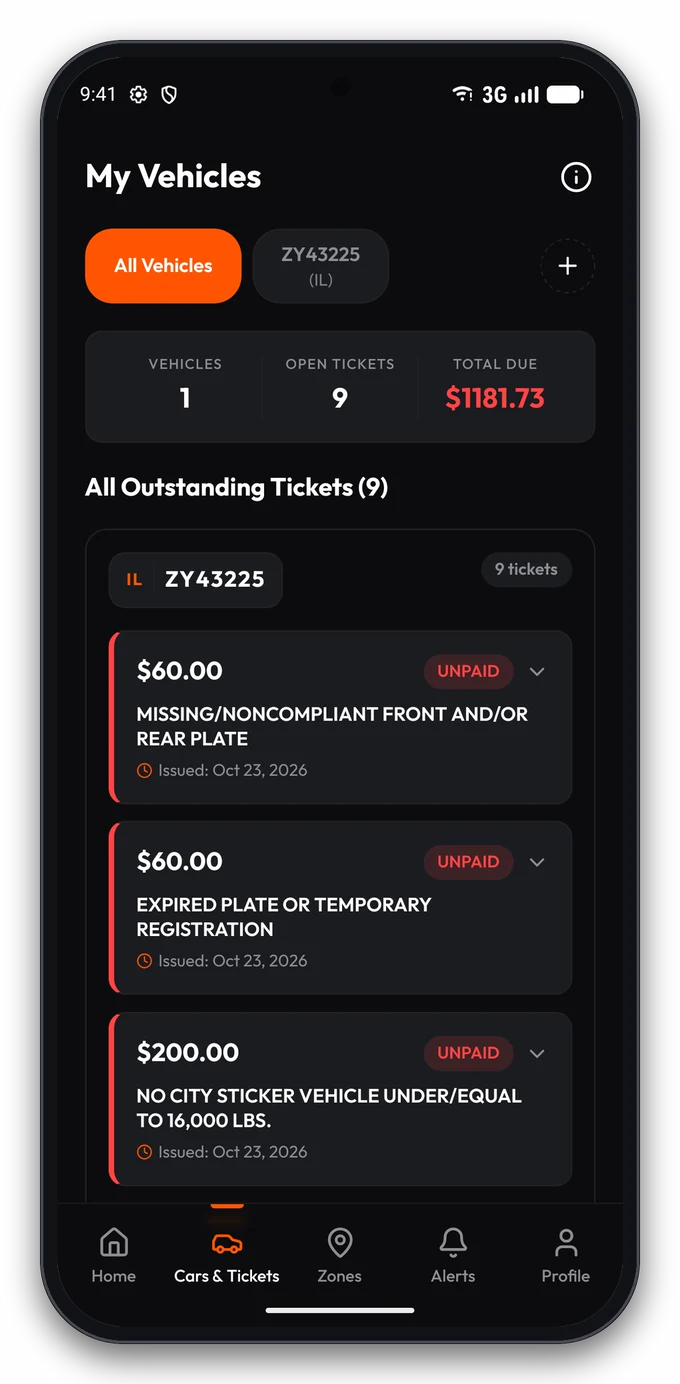 9:41
3G
My Vehicles
All Vehicles
ZY43225
(IL)
VEHICLES
1
OPEN TICKETS
9
TOTAL DUE
$1181.73
All Outstanding Tickets (9)
IL ZY43225
9 tickets
$60.00
UNPAID
MISSING/NONCOMPLIANT FRONT AND/OR
REAR PLATE
Issued: Oct 23, 2026
$60.00
UNPAID
EXPIRED PLATE OR TEMPORARY
REGISTRATION
Issued: Oct 23, 2026
$200.00
UNPAID
NO CITY STICKER VEHICLE UNDER/EQUAL
TO 16,000 LBS.
Issued: Oct 23, 2026
Home
Cars & Tickets
Zones
Alerts
Profile